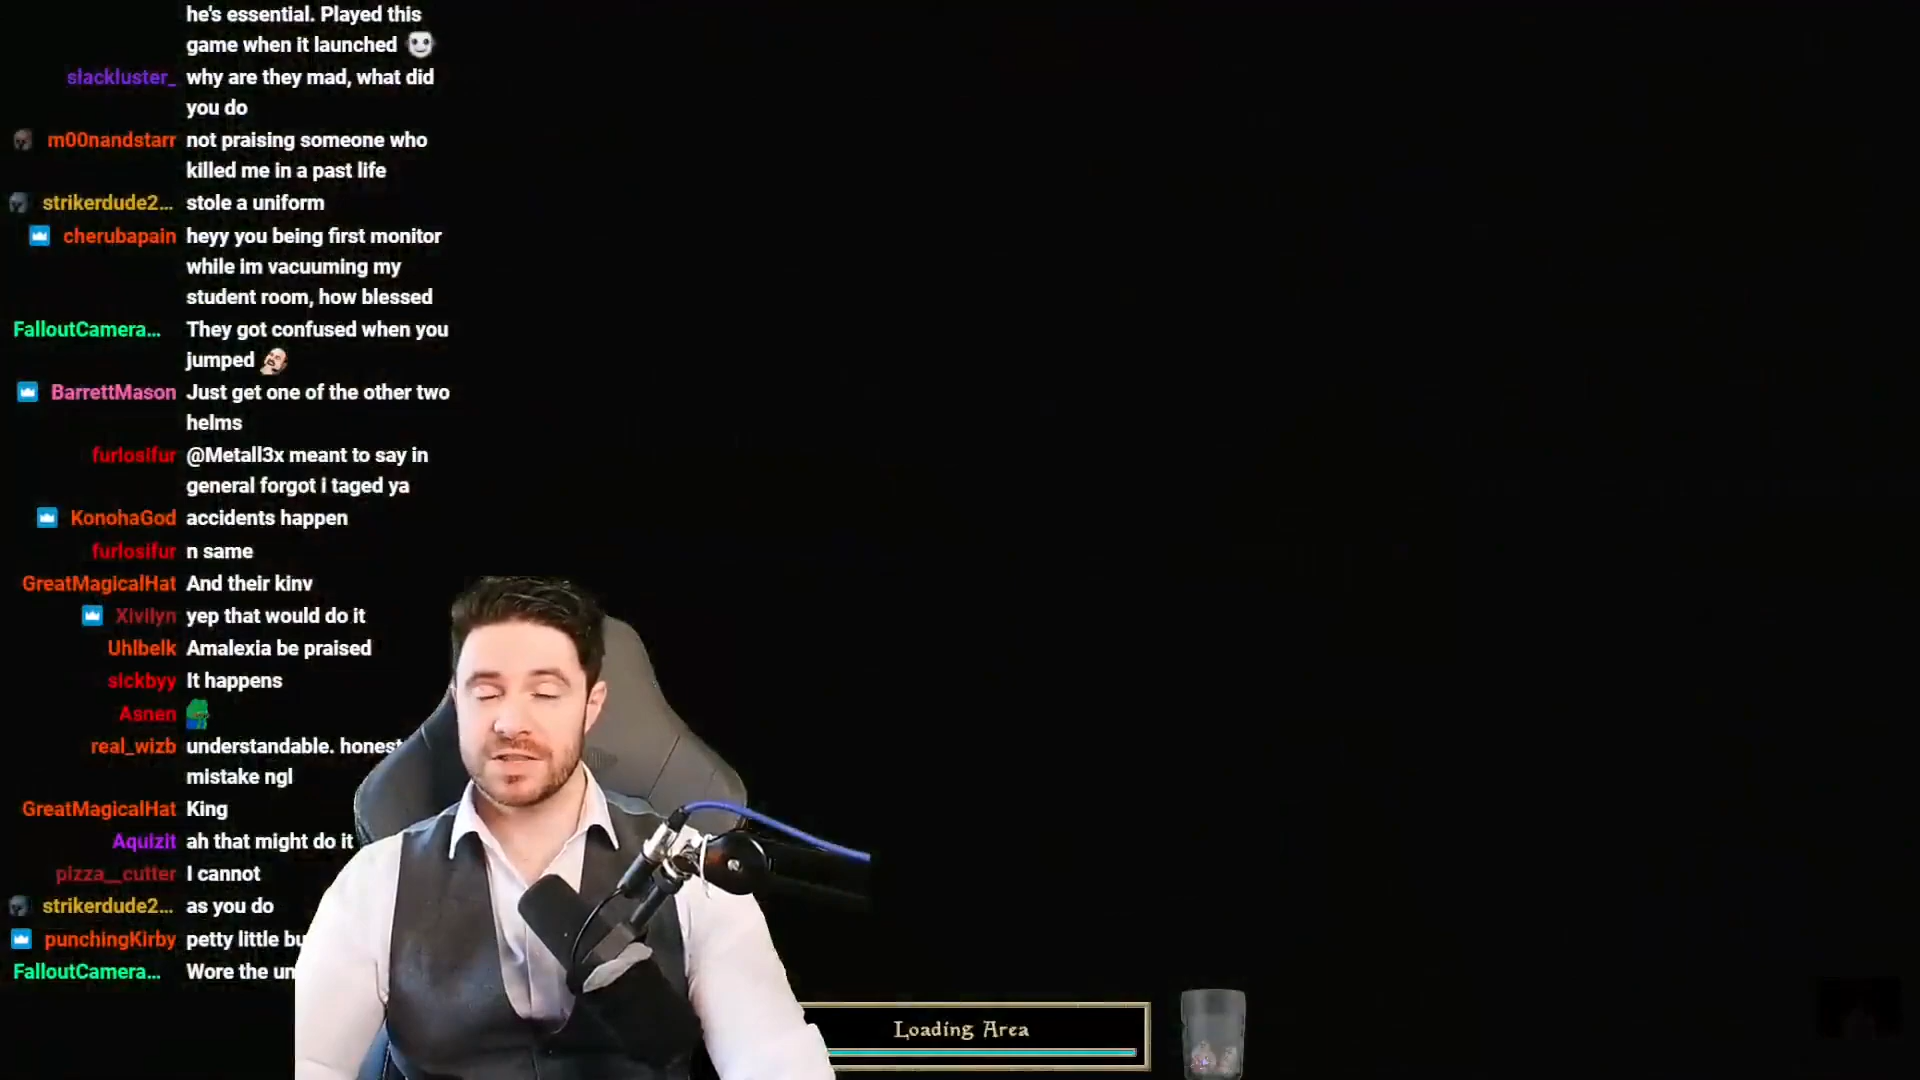 he's essential. Played this
game when it launched
slackluster_ why are they mad, what did
you do
m00nandstarr not praising someone who
killed me in a past life
strikerdude2... stole a uniform
cherubapain heyy you being first monitor
while im vacuuming my
student room, how blessed
FalloutCamera... They got confused when you
jumped
BarrettMason Just get one of the other two
helms
furlosifur @Metall3x meant to say in
general forgot i taged ya
KonohaGod accidents happen
furlosifur n same
GreatMagicalHat And their kinv
Xivilyn yep that would do it
Uhlbelk Amalexia be praised
sickbyy It happens
Asnen
real_wizb understandable. honest
mistake ngl
GreatMagicalHat King
Aquizit ah that might do it
pizza__cutter I cannot
strikerdude2... as you do
punchingKirby petty little bu
FalloutCamera... Wore the un
Loading Area